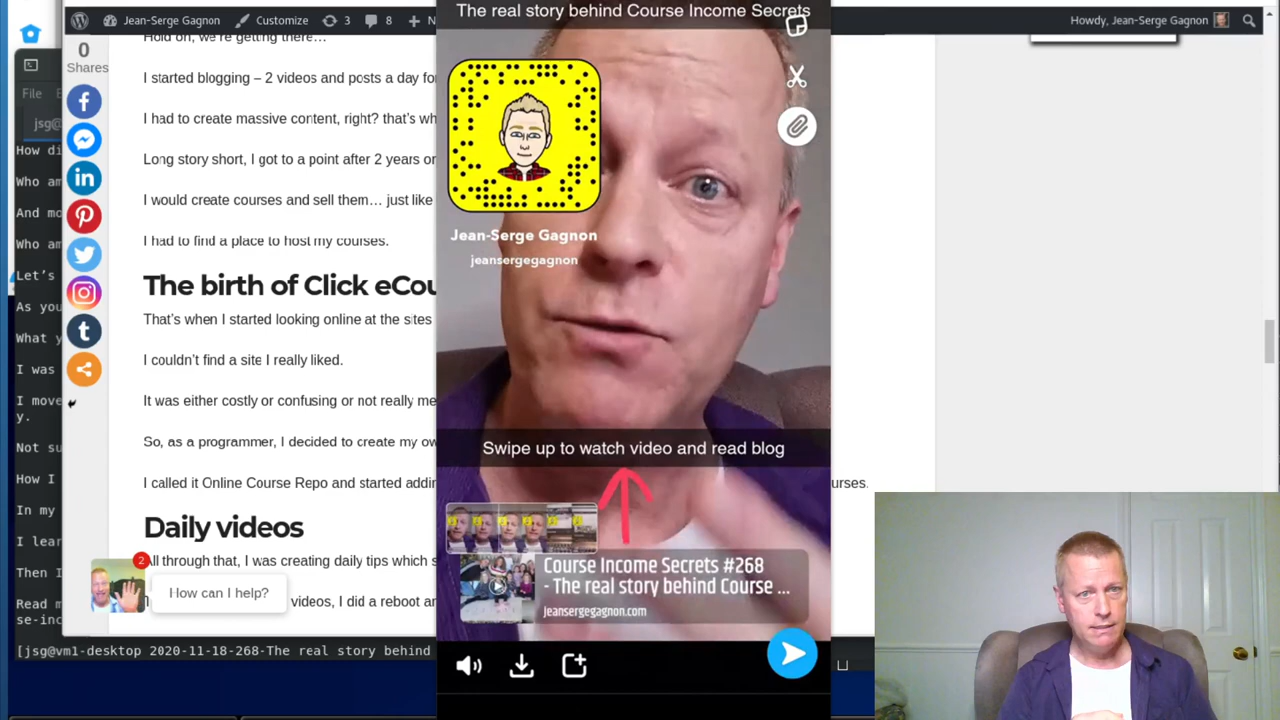 Jean-Serge Gagnon
Customize
3
8
N
Howdy, Jean-Serge Gagnon
0
Shares
Hold on, we're getting there…
I started blogging – 2 videos and posts a day fo
I had to create massive content, right? that's wh
Long story short, I got to a point after 2 years or
I would create courses and sell them… just like
I had to find a place to host my courses.
The birth of Click eCou
That's when I started looking online at the sites
I couldn't find a site I really liked.
It was either costly or confusing or not really me
So, as a programmer, I decided to create my ow
I called it Online Course Repo and started addin
urses.
Daily videos
All through that, I was creating daily tips which s
videos, I did a reboot an
2
How can I help?
File
jsg@
How di
Who am
And mo
Who am
Let's
As you
What y
I was
I move
y.
Not su
How I
In my
I lear
Then I
Read m
se-inc
[jsg@vm1-desktop 2020-11-18-268-The real story behind
The real story behind Course Income Secrets
Jean-Serge Gagnon
jeansergegagnon
Swipe up to watch video and read blog
Course Income Secrets #268
- The real story behind Course ...
jeansergegagnon.com